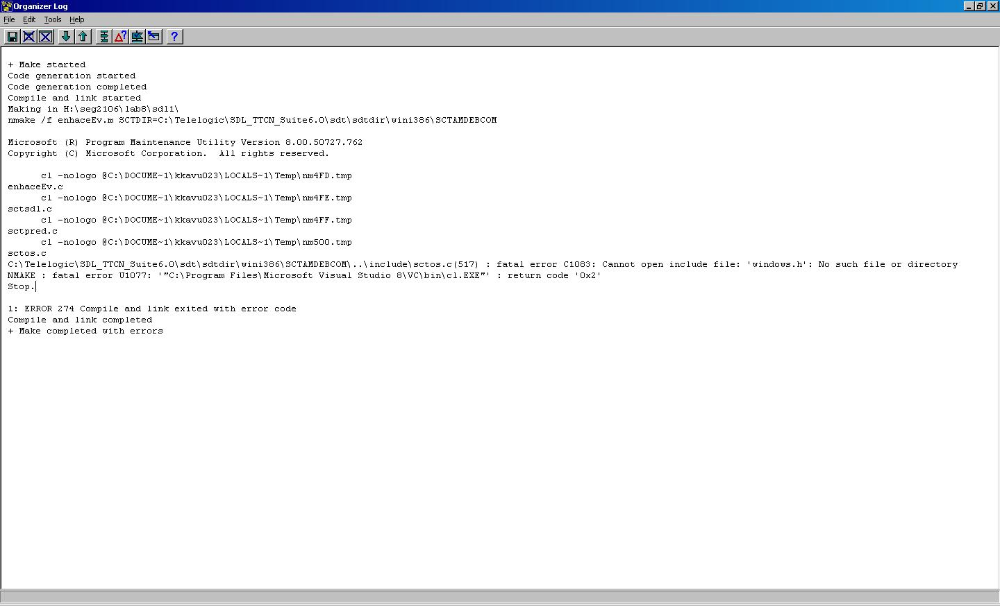 Organizer Log
File Edit Tools Help
+ Make started
Code generation started
Code generation completed
Compile and link started
Making in H:\seg2106\lab8\sdl1\
nmake /f enhaceEv.m SCTDIR=C:\Telelogic\SDL_TTCN_Suite6.0\sdt\sdtdir\wini386\SCTAMDEBCOM
Microsoft (R) Program Maintenance Utility Version 8.00.50727.762
Copyright (C) Microsoft Corporation.  All rights reserved.
cl -nologo @C:\DOCUME~1\kkavu023\LOCALS~1\Temp\nm4FD.tmp
enhaceEv.c
cl -nologo @C:\DOCUME~1\kkavu023\LOCALS~1\Temp\nm4FE.tmp
sctsdl.c
cl -nologo @C:\DOCUME~1\kkavu023\LOCALS~1\Temp\nm4FF.tmp
sctpred.c
cl -nologo @C:\DOCUME~1\kkavu023\LOCALS~1\Temp\nm500.tmp
sctos.c
C:\Telelogic\SDL_TTCN_Suite6.0\sdt\sdtdir\wini386\SCTAMDEBCOM\..\include\sctos.c(517) : fatal error C1083: Cannot open include file: 'windows.h': No such file or directory
NMAKE : fatal error U1077: '"C:\Program Files\Microsoft Visual Studio 8\VC\bin\cl.EXE"' : return code '0x2'
Stop.
1: ERROR 274 Compile and link exited with error code
Compile and link completed
+ Make completed with errors